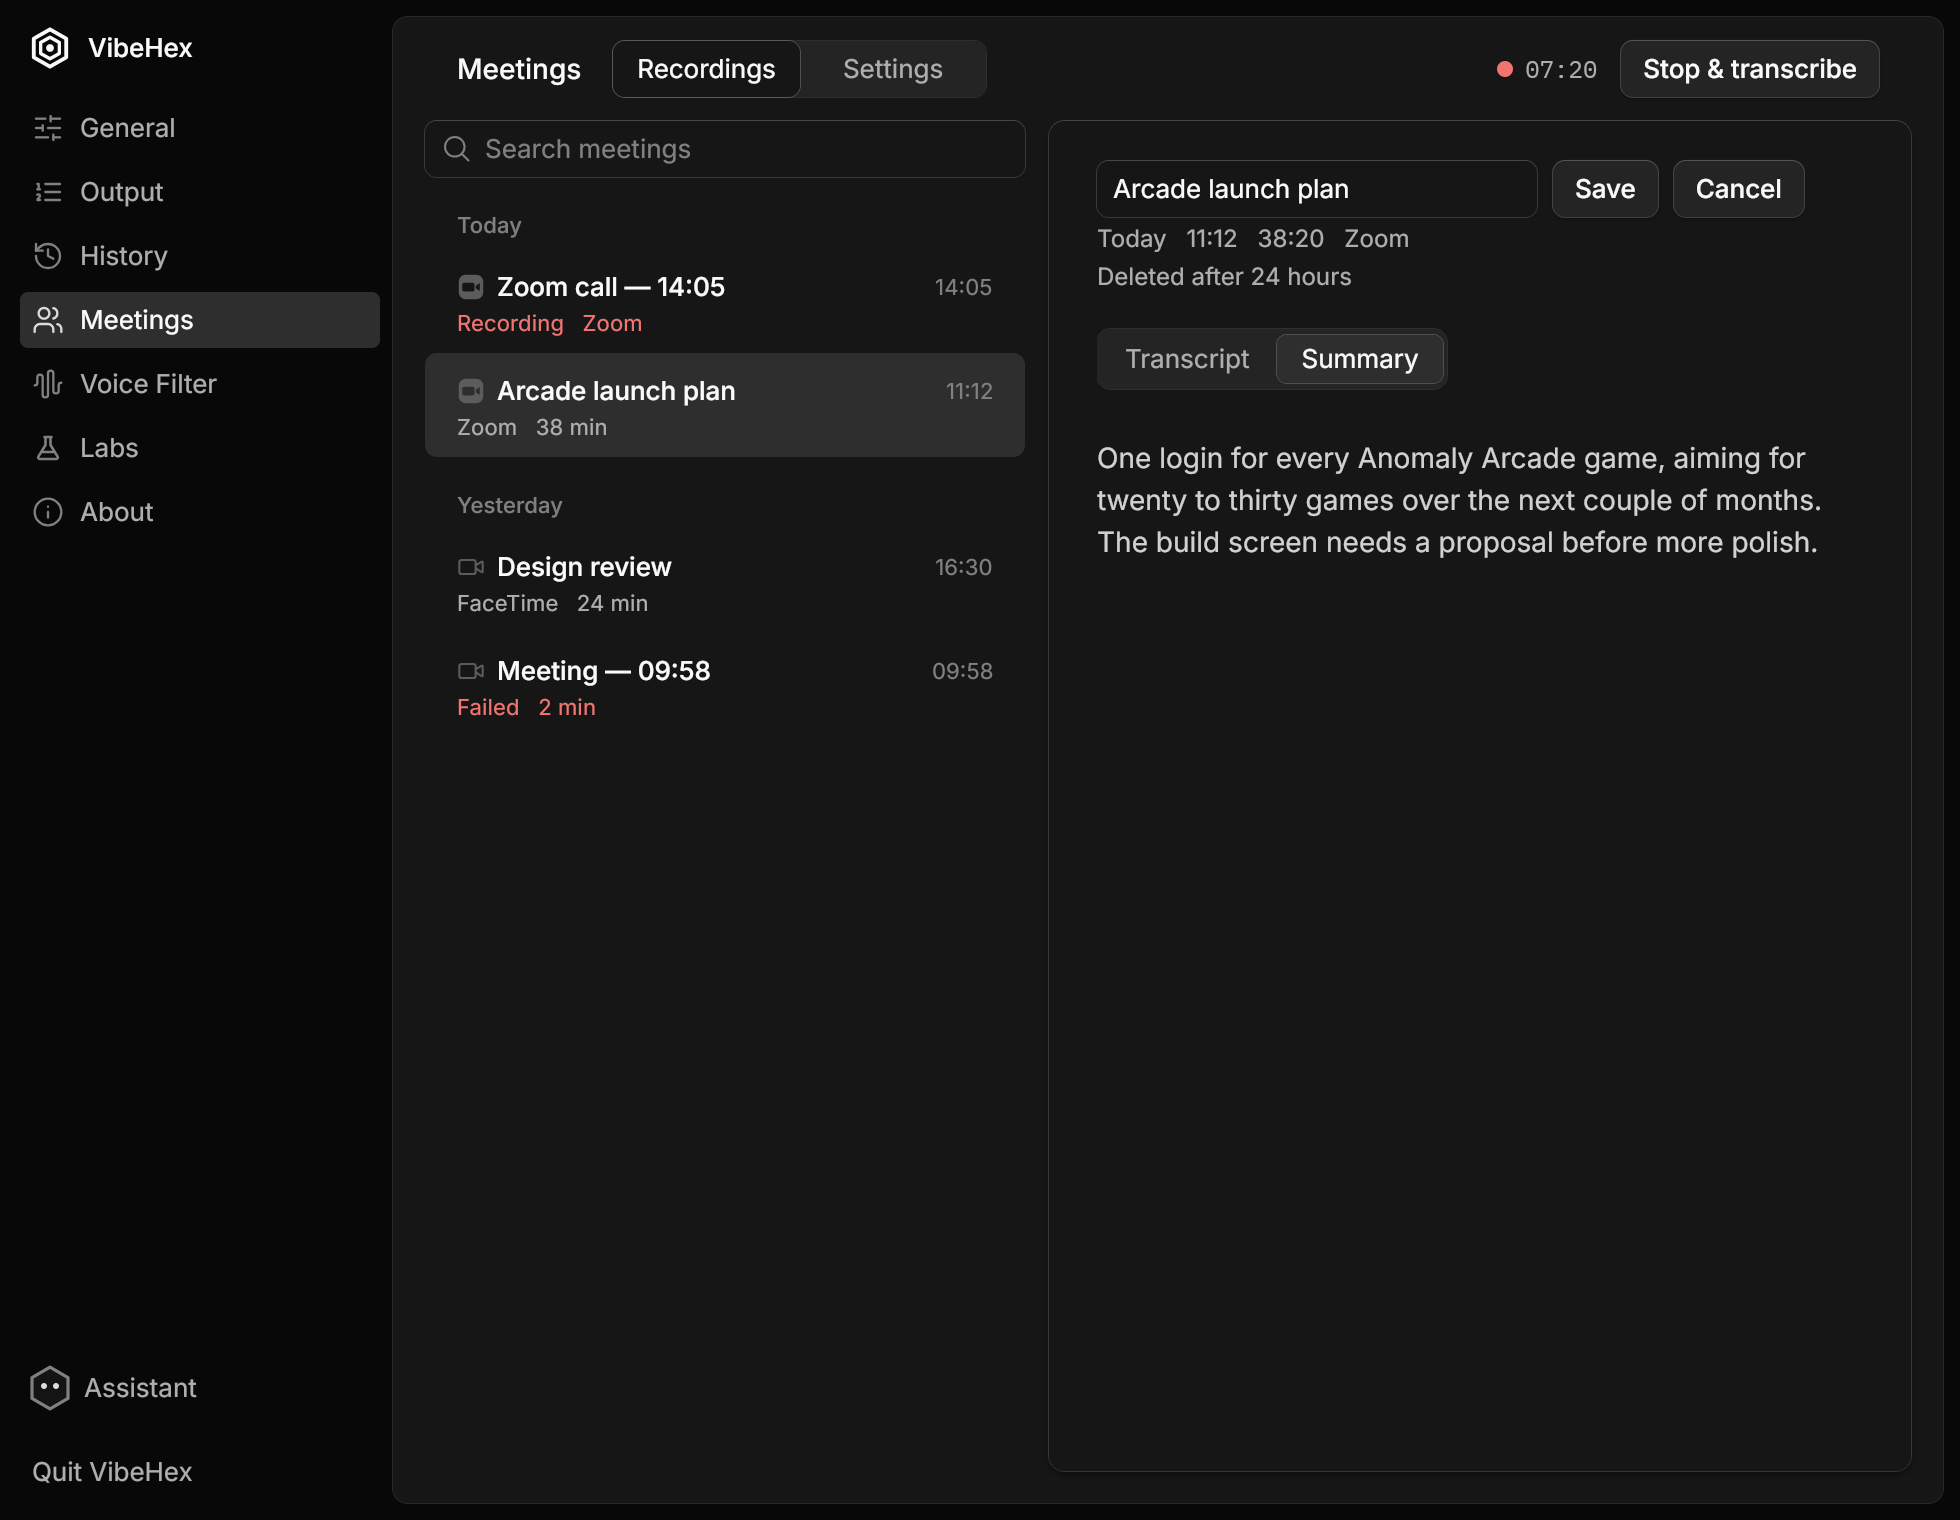 VibeHex
General
Output
History
Meetings
Voice Filter
Labs
About
Assistant
Quit VibeHex
Meetings
Recordings
Settings
07:20
Stop & transcribe
Search meetings
Today
Zoom call — 14:05 14:05
Recording Zoom
Arcade launch plan 11:12
Zoom 38 min
Yesterday
Design review 16:30
FaceTime 24 min
Meeting — 09:58 09:58
Failed 2 min
Arcade launch plan
Save
Cancel
Today 11:12 38:20 Zoom
Deleted after 24 hours
Transcript
Summary
One login for every Anomaly Arcade game, aiming for
twenty to thirty games over the next couple of months.
The build screen needs a proposal before more polish.